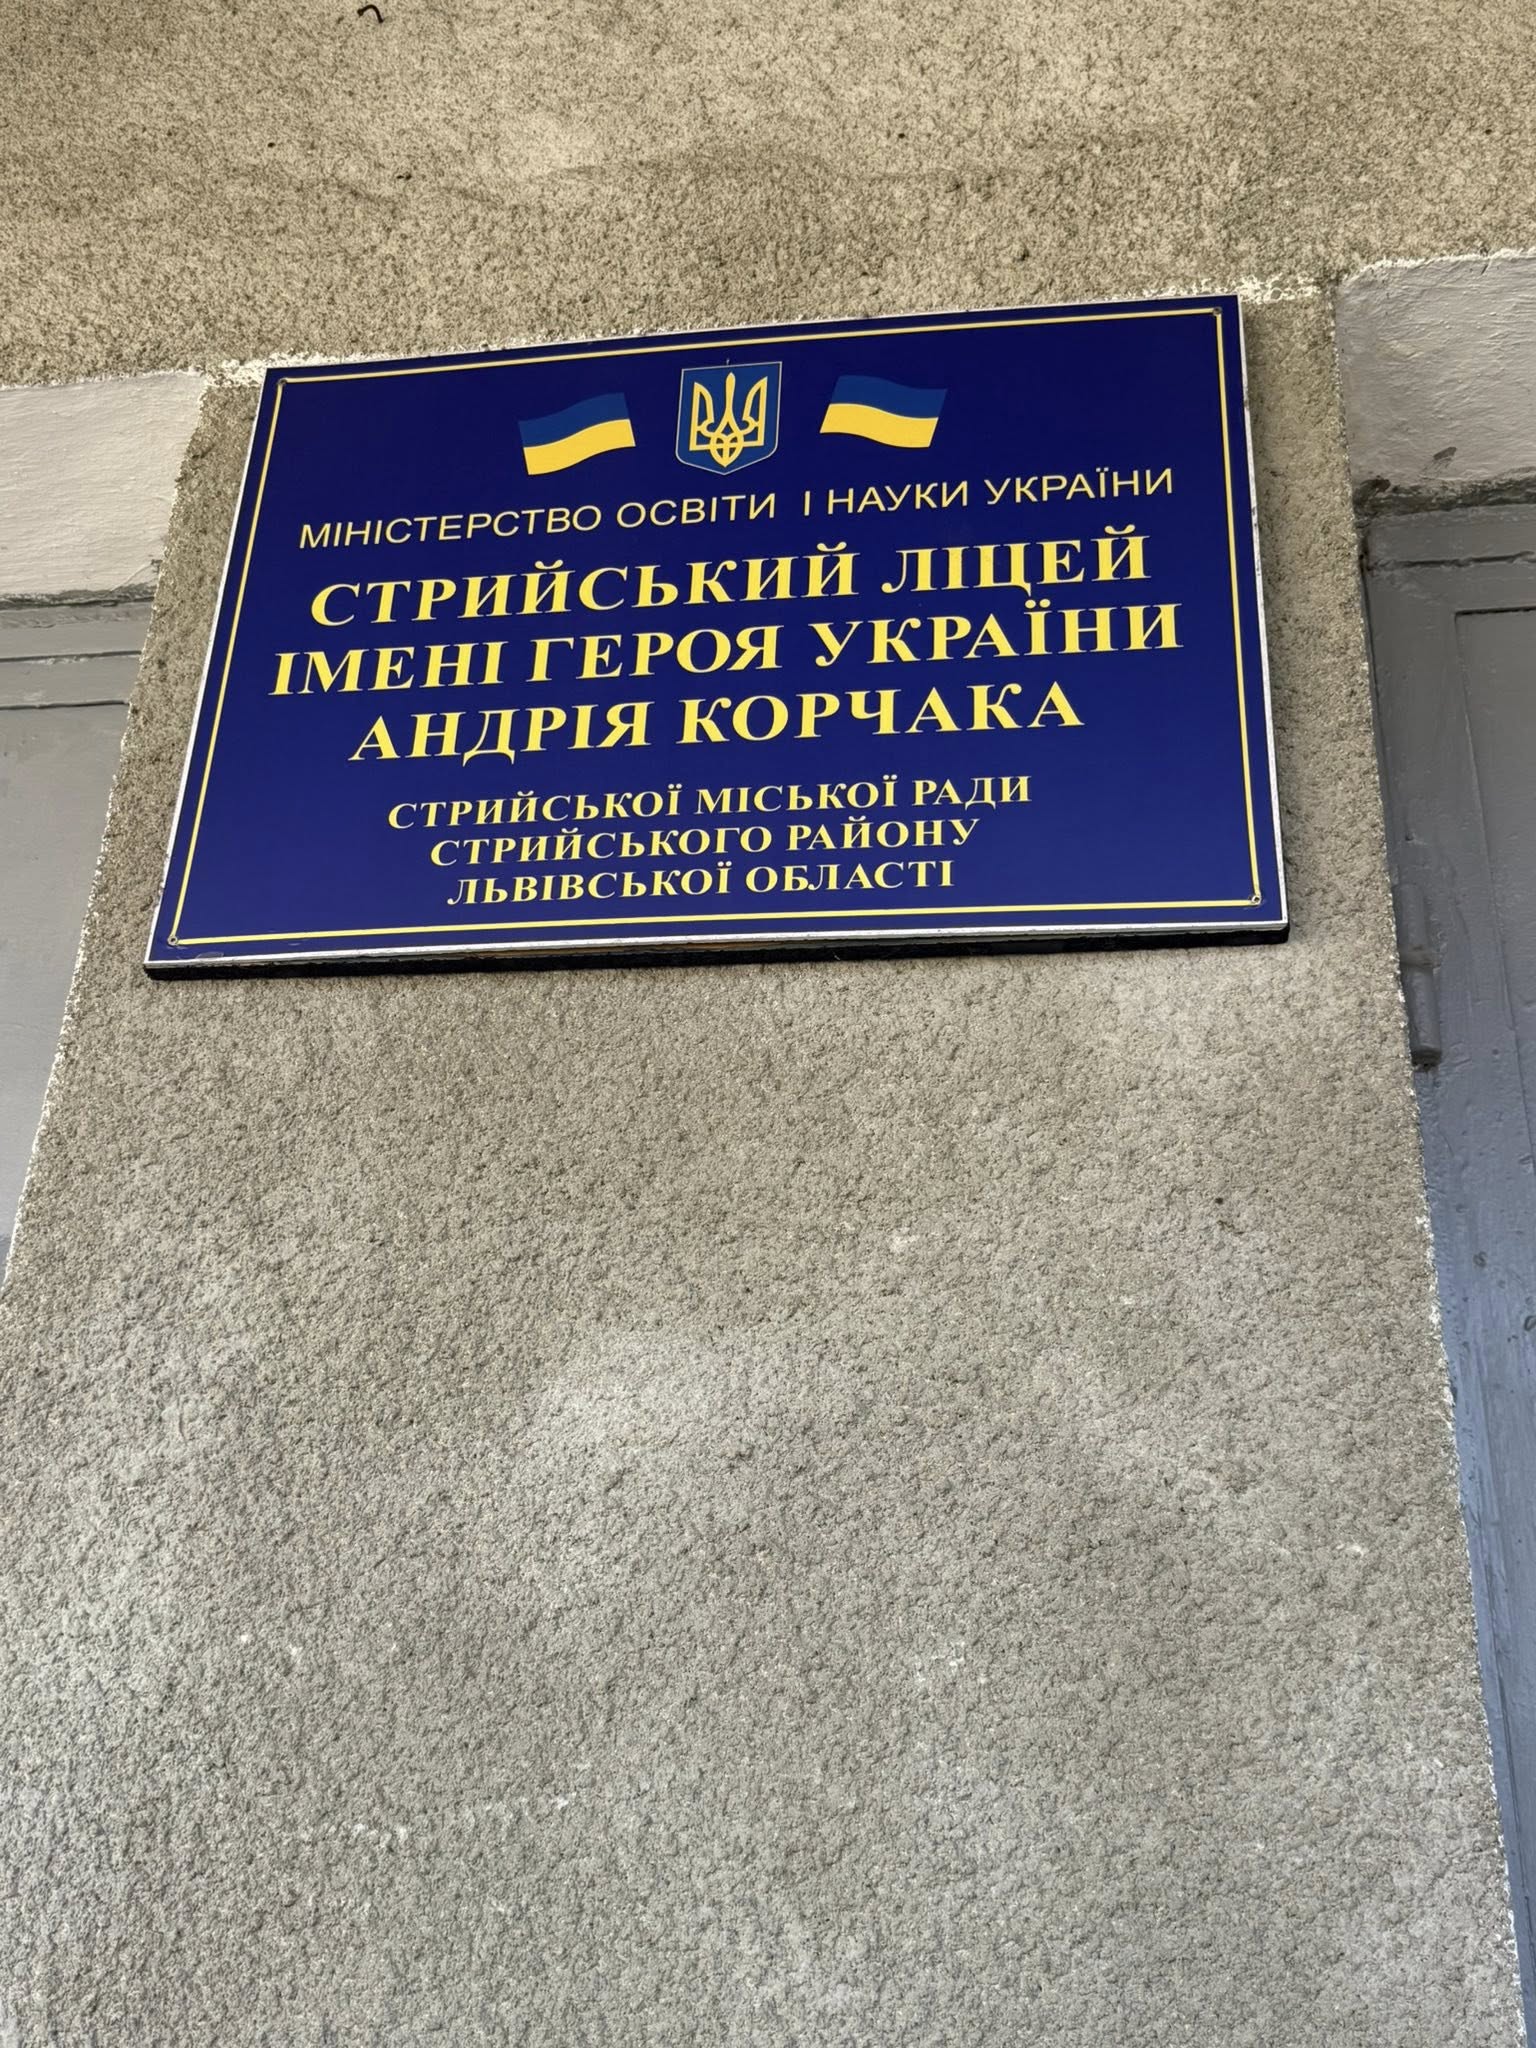 МІНІСТЕРСТВО ОСВІТИ І НАУКИ УКРАЇНИ
СТРИЙСЬКИЙ ЛІЦЕЙ
ІМЕНІ ГЕРОЯ УКРАЇНИ
АНДРІЯ КОРЧАКА
СТРИЙСЬКОЇ МІСЬКОЇ РАДИ
СТРИЙСЬКОГО РАЙОНУ
ЛЬВІВСЬКОЇ ОБЛАСТІ